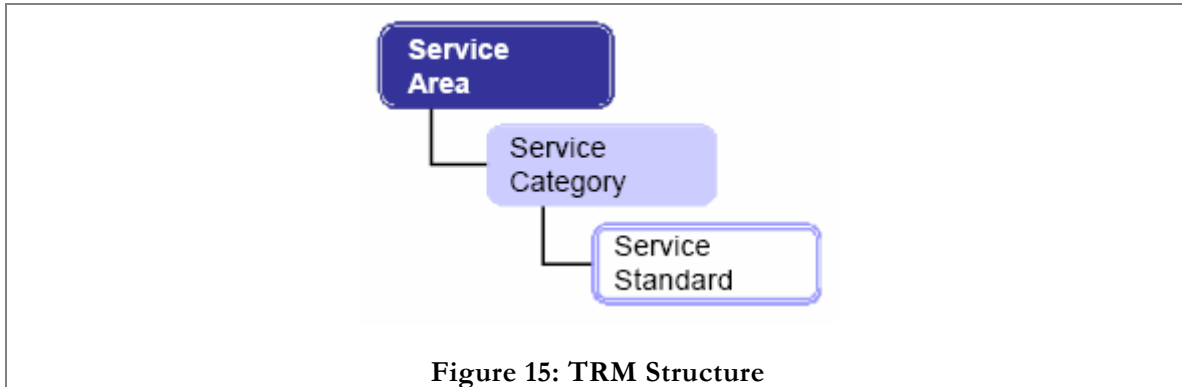 Service
Area
Service
Category
Service
Standard
Figure 15: TRM Structure